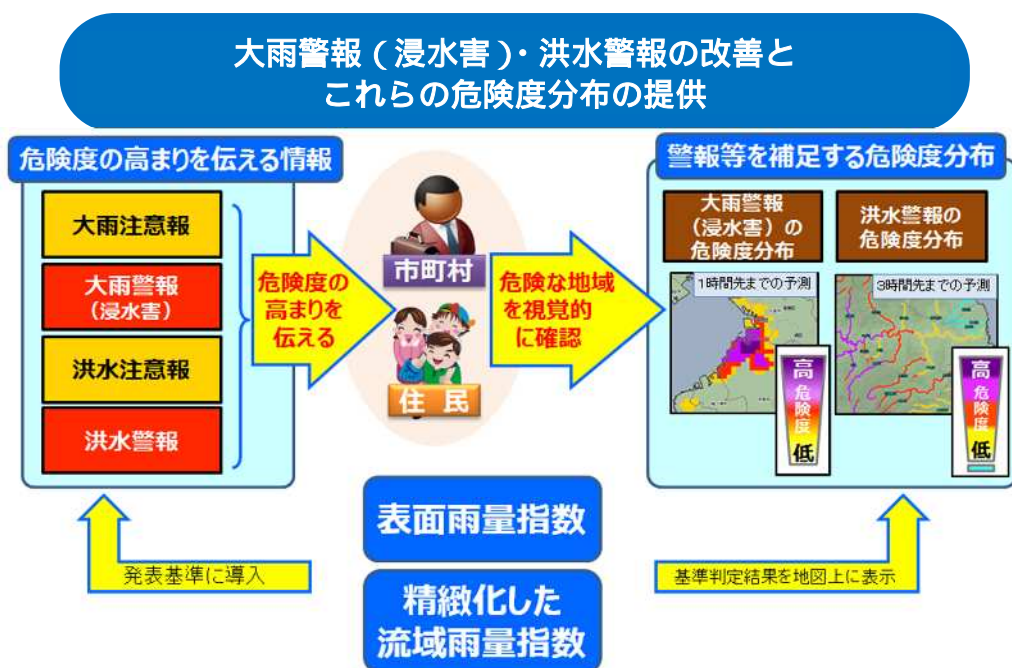 大雨警報(浸水害)・洪水警報の改善と
これらの危険度分布の提供
危険度の高まりを伝える情報
大雨注意報
大雨警報
(浸水害)
洪水注意報
洪水警報
危険度の
高まりを
伝える
市町村
住民
危険な地域
を視覚的
に確認
警報等を補足する危険度分布
大雨警報
(浸水害)の
危険度分布
洪水警報の
危険度分布
1時間先までの予測
高
危険度
低
3時間先までの予測
高
危険度
低
発表基準に導入
表面雨量指数
精緻化した
流域雨量指数
基準判定結果を地図上に表示